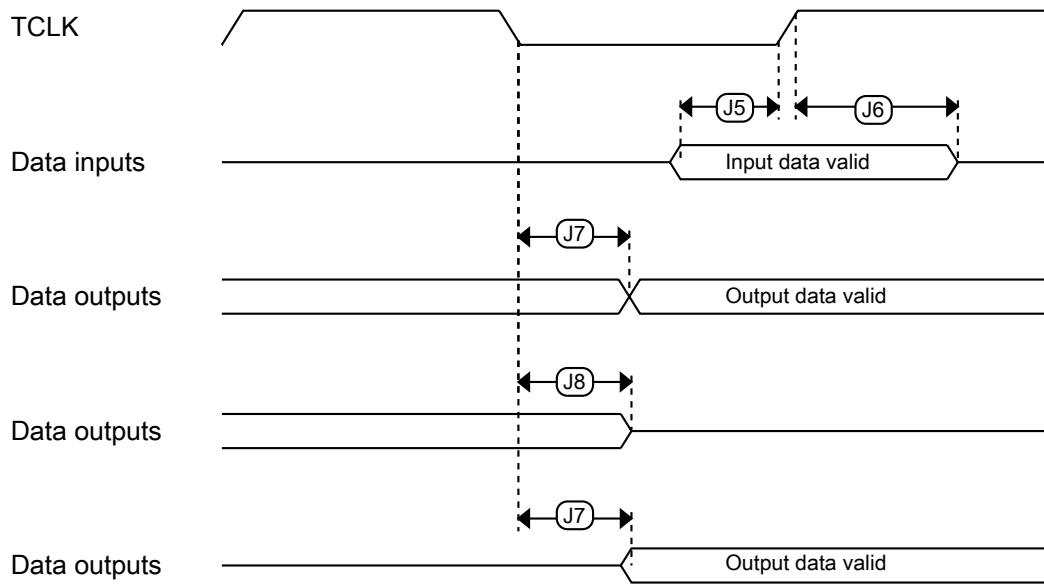 TCLK
J5
J6
Data inputs
Input data valid
J7
Data outputs
Output data valid
J8
Data outputs
J7
Data outputs
Output data valid